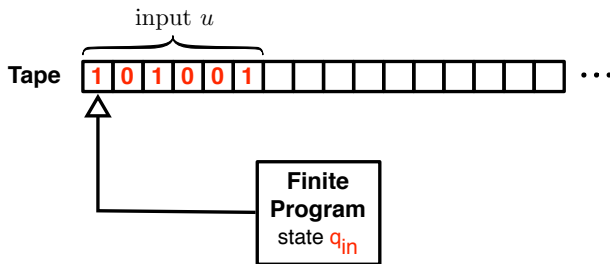 input u
Tape 1 0 1 0 0 1 ...
Finite
Program
state q_in